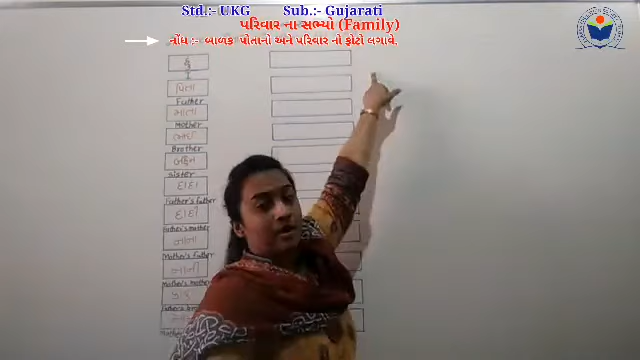 Std.:- UKG Sub.:- Gujarati
પરિવાર ના સભ્યો (Family)
નોંધ :- બાળક પોતાનો અને પરિવાર નો ફોટો લગાવે.
હું
I
પિતા
Father
માતા
Mother
ભાઈ
Brother
બહેન
Sister
દાદા
Father's father
દાદી
Father's mother
નાના
Mother's father
નાની
Mother's mother